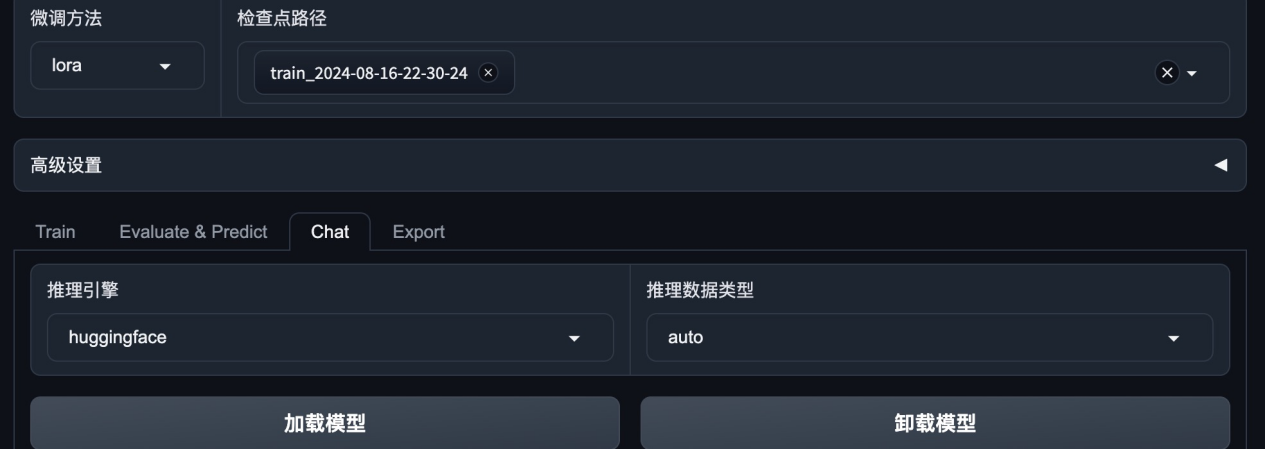 微调方法 检查点路径
lora train_2024-08-16-22-30-24
高级设置
Train Evaluate & Predict Chat Export
推理引擎 推理数据类型
huggingface auto
加载模型 卸载模型